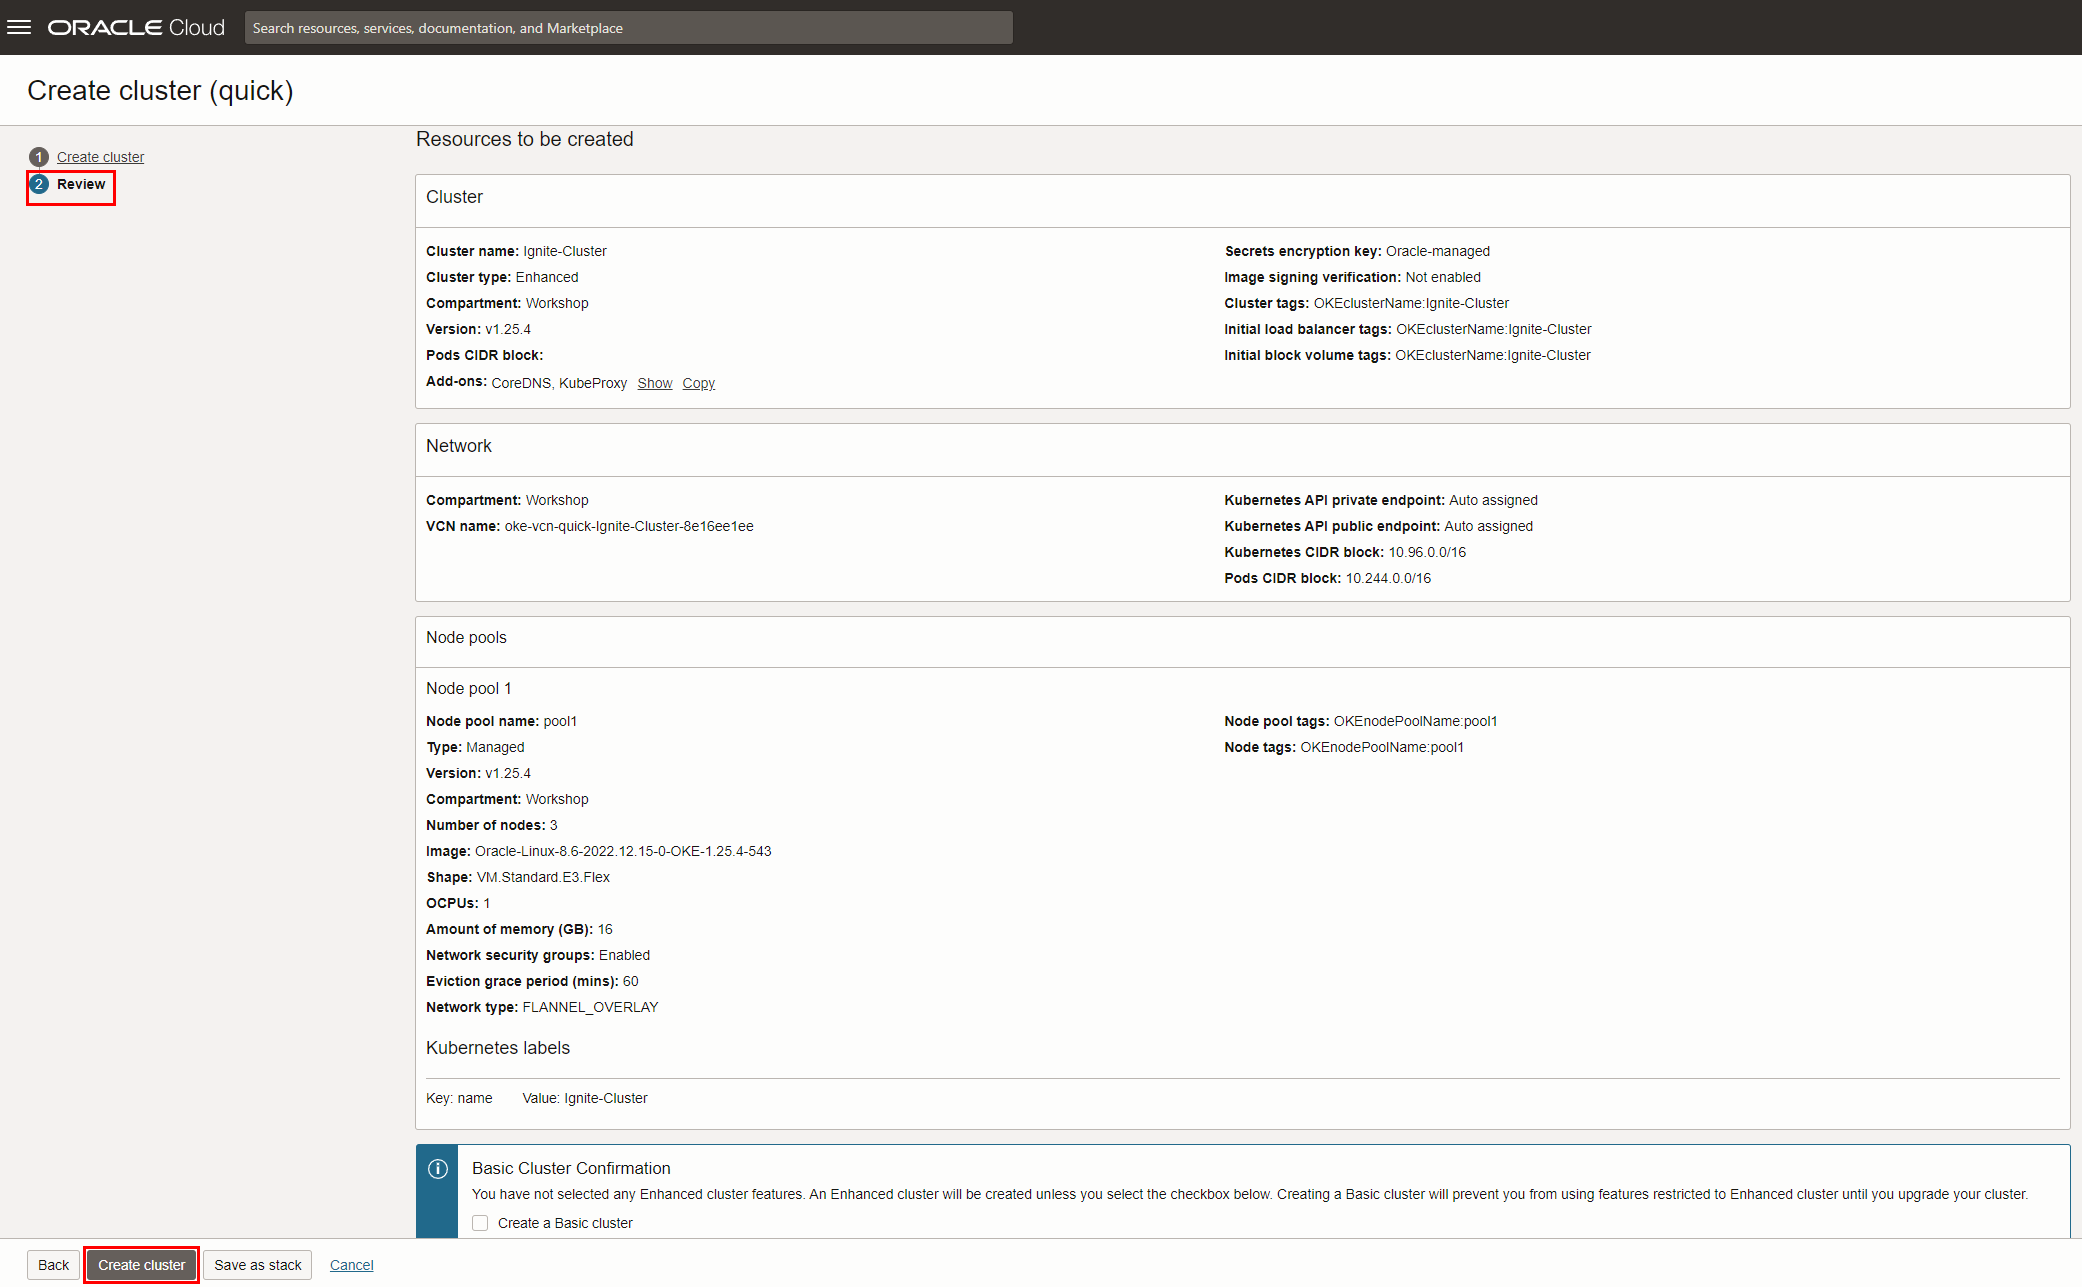 ORACLE Cloud
Search resources, services, documentation, and Marketplace
Create cluster (quick)
1 Create cluster
2 Review
Resources to be created
Cluster
Cluster name: Ignite-Cluster
Cluster type: Enhanced
Compartment: Workshop
Version: v1.25.4
Pods CIDR block:
Add-ons: CoreDNS, KubeProxy Show Copy
Secrets encryption key: Oracle-managed
Image signing verification: Not enabled
Cluster tags: OKEclusterName:Ignite-Cluster
Initial load balancer tags: OKEclusterName:Ignite-Cluster
Initial block volume tags: OKEclusterName:Ignite-Cluster
Network
Compartment: Workshop
VCN name: oke-vcn-quick-Ignite-Cluster-8e16ee1ee
Kubernetes API private endpoint: Auto assigned
Kubernetes API public endpoint: Auto assigned
Kubernetes CIDR block: 10.96.0.0/16
Pods CIDR block: 10.244.0.0/16
Node pools
Node pool 1
Node pool name: pool1
Type: Managed
Version: v1.25.4
Compartment: Workshop
Number of nodes: 3
Image: Oracle-Linux-8.6-2022.12.15-0-OKE-1.25.4-543
Shape: VM.Standard.E3.Flex
OCPUs: 1
Amount of memory (GB): 16
Network security groups: Enabled
Eviction grace period (mins): 60
Network type: FLANNEL_OVERLAY
Node pool tags: OKEnodePoolName:pool1
Node tags: OKEnodePoolName:pool1
Kubernetes labels
Key: name Value: Ignite-Cluster
Basic Cluster Confirmation
You have not selected any Enhanced cluster features. An Enhanced cluster will be created unless you select the checkbox below. Creating a Basic cluster will prevent you from using features restricted to Enhanced cluster until you upgrade your cluster.
Create a Basic cluster
Back Create cluster Save as stack Cancel